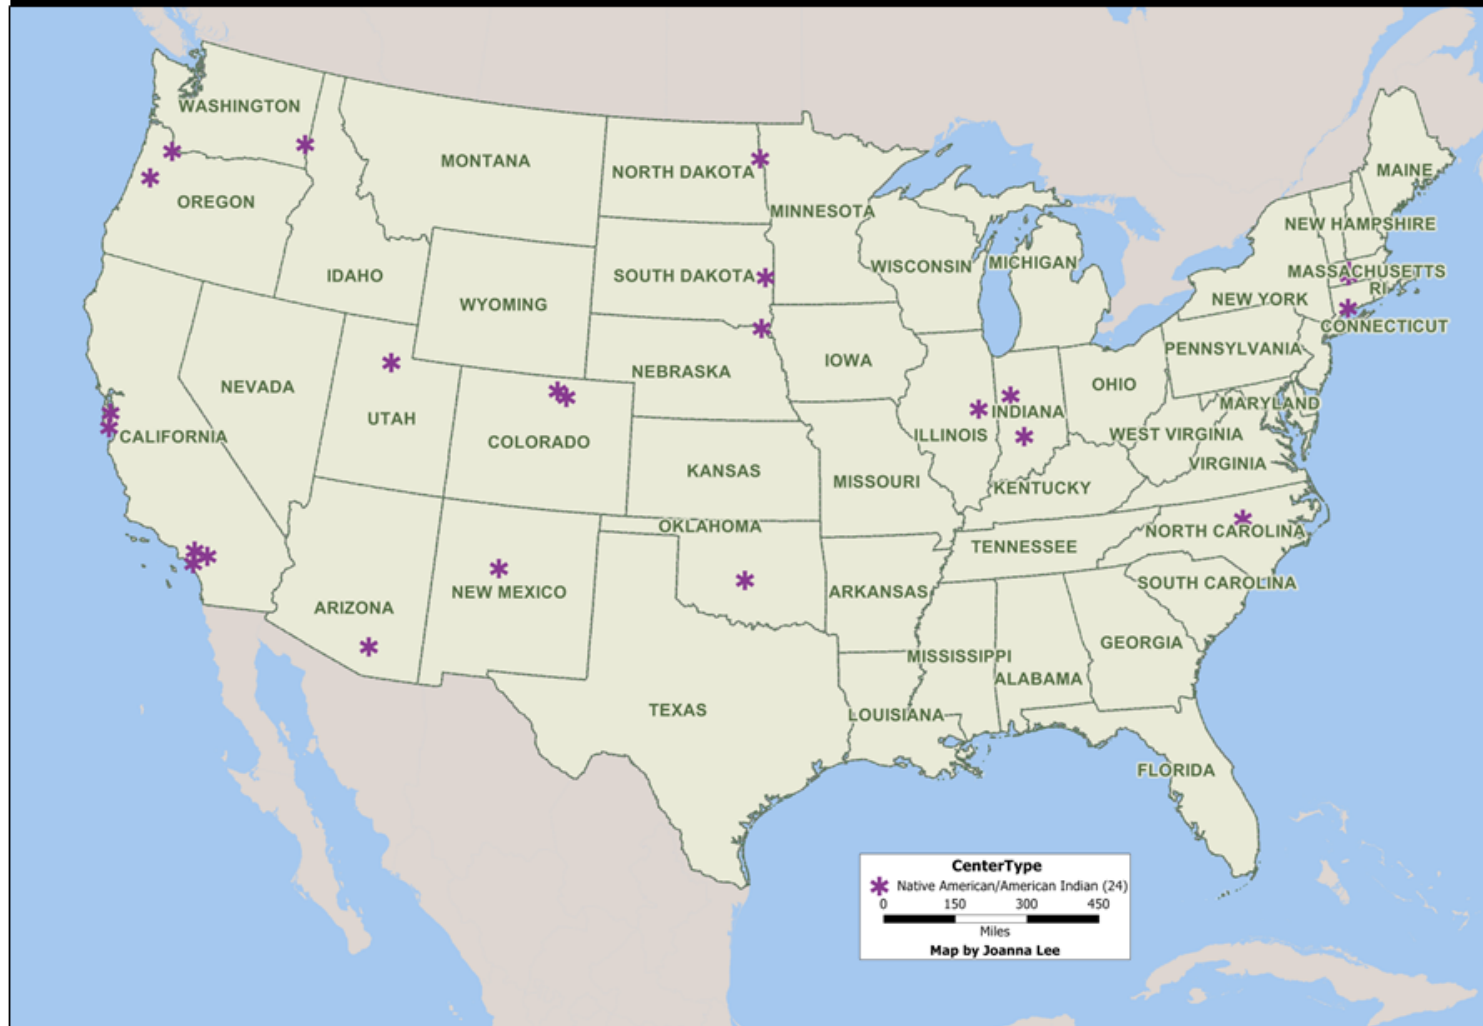 WASHINGTON
MONTANA
NORTH DAKOTA
MAINE
OREGON
MINNESOTA
NEW HAMPSHIRE
IDAHO
SOUTH DAKOTA
WISCONSIN
MICHIGAN
MASSACHUSETTS
RI
WYOMING
NEW YORK
CONNECTICUT
PENNSYLVANIA
IOWA
NEBRASKA
NEVADA
OHIO
MARYLAND
UTAH
INDIANA
CALIFORNIA
COLORADO
ILLINOIS
WEST VIRGINIA
VIRGINIA
KANSAS
MISSOURI
KENTUCKY
OKLAHOMA
NORTH CAROLINA
TENNESSEE
SOUTH CAROLINA
NEW MEXICO
ARKANSAS
ARIZONA
GEORGIA
MISSISSIPPI
ALABAMA
TEXAS
LOUISIANA
FLORIDA
CenterType
Native American/American Indian (24)
0 150 300 450
Miles
Map by Joanna Lee